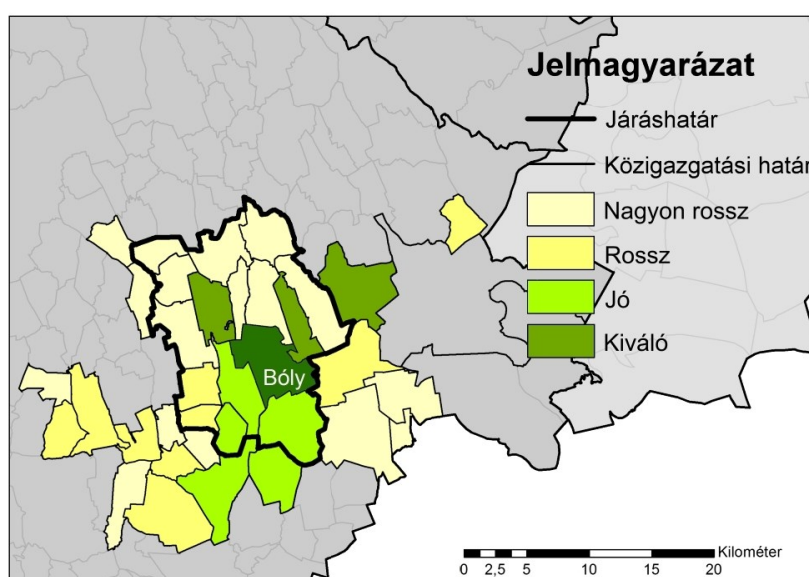 Jelmagyarázat
Járáshatár
Közigazgatási határ
Nagyon rossz
Rossz
Jó
Kiváló
Bóly
Kilométer
0 2,5 5 10 15 20